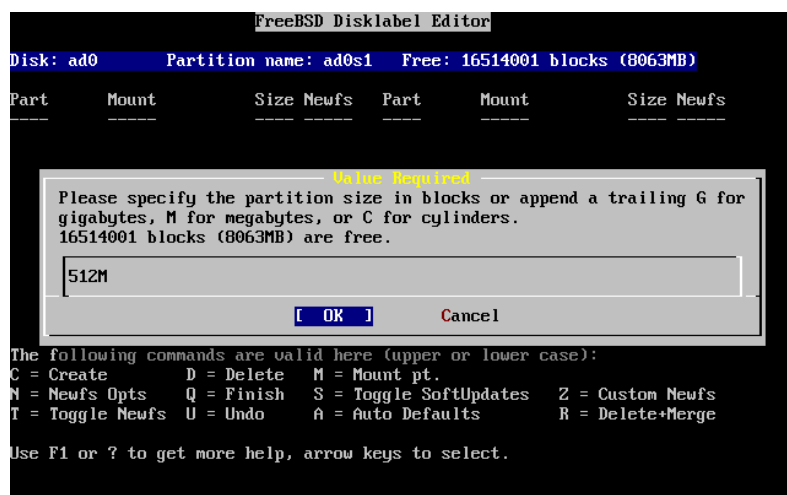 FreeBSD Disklabel Editor
Disk: ad0 Partition name: ad0s1 Free: 16514001 blocks (8063MB)
Part Mount Size Newfs Part Mount Size Newfs
---- ----- ---- ----- ---- ----- ---- -----
Value Required
Please specify the partition size in blocks or append a trailing G for
gigabytes, M for megabytes, or C for cylinders.
16514001 blocks (8063MB) are free.
512M
[ OK ] Cancel
The following commands are valid here (upper or lower case):
C = Create D = Delete M = Mount pt.
N = Newfs Opts Q = Finish S = Toggle SoftUpdates Z = Custom Newfs
T = Toggle Newfs U = Undo A = Auto Defaults R = Delete+Merge
Use F1 or ? to get more help, arrow keys to select.